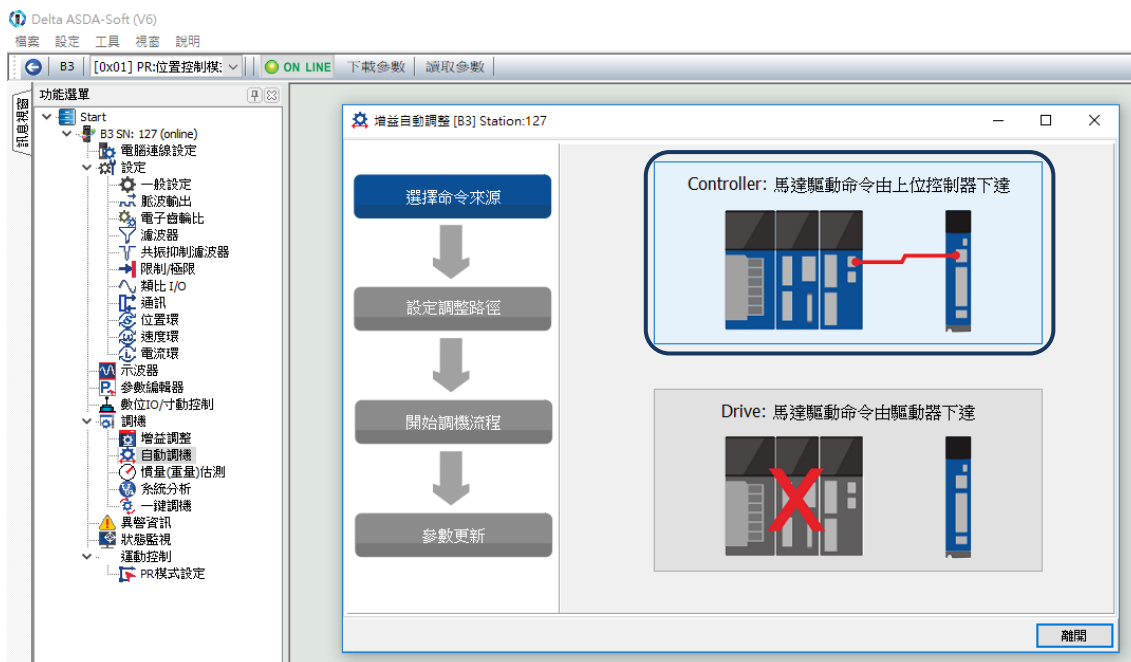 Delta ASDA-Soft (V6)
檔案 設定 工具 視窗 說明
B3 [0x01] PR:位置控制模: ON LINE 下載參數 讀取參數
訊息視窗
功能選單
Start
B3 SN: 127 (online)
電腦連線設定
設定
一般設定
脈波輸出
電子齒輪比
濾波器
共振抑制濾波器
限制/極限
類比 I/O
通訊
位置環
速度環
電流環
示波器
參數編輯器
數位IO/寸動控制
調機
增益調整
自動調機
慣量(重量)估測
系統分析
一鍵調機
異警資訊
狀態監視
運動控制
PR模式設定
增益自動調整 [B3] Station:127
選擇命令來源
設定調整路徑
開始調機流程
參數更新
Controller: 馬達驅動命令由上位控制器下達
Drive: 馬達驅動命令由驅動器下達
離開